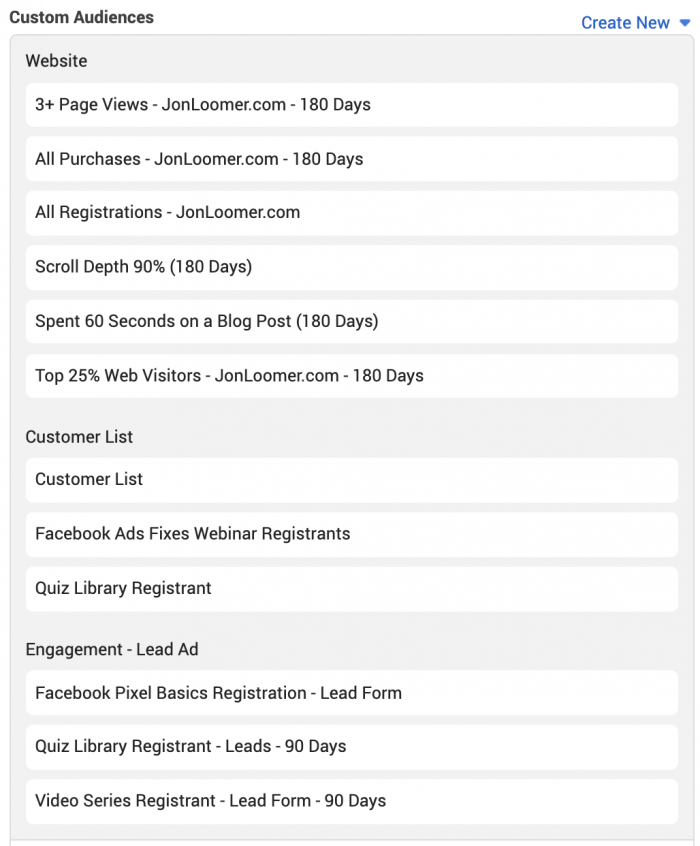 Custom Audiences
Create New
Website
3+ Page Views - JonLoomer.com - 180 Days
All Purchases - JonLoomer.com - 180 Days
All Registrations - JonLoomer.com
Scroll Depth 90% (180 Days)
Spent 60 Seconds on a Blog Post (180 Days)
Top 25% Web Visitors - JonLoomer.com - 180 Days
Customer List
Customer List
Facebook Ads Fixes Webinar Registrants
Quiz Library Registrant
Engagement - Lead Ad
Facebook Pixel Basics Registration - Lead Form
Quiz Library Registrant - Leads - 90 Days
Video Series Registrant - Lead Form - 90 Days